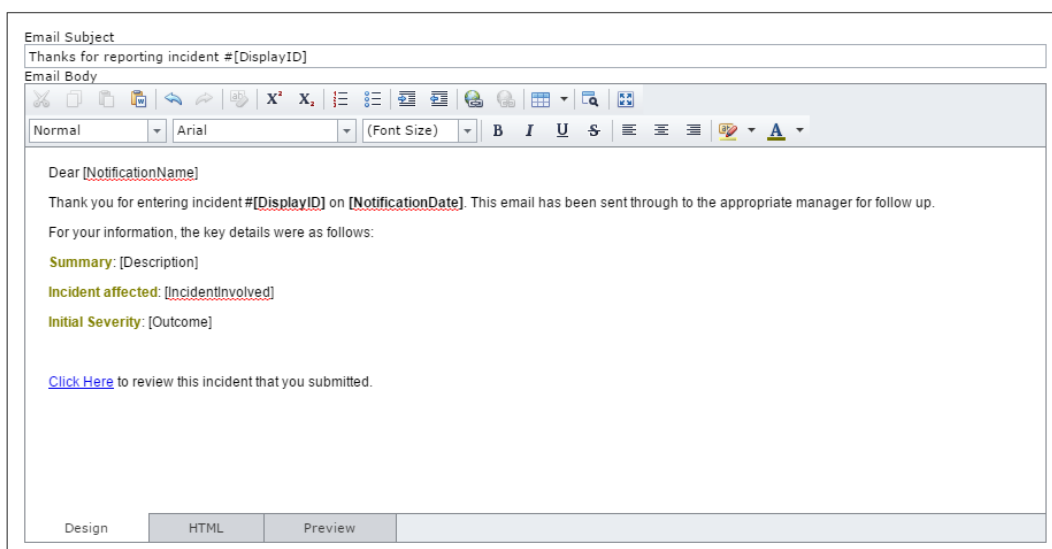 Email Subject
Thanks for reporting incident #[DisplayID]
Email Body
Normal Arial (Font Size) B I U S A
Dear [NotificationName]
Thank you for entering incident #[DisplayID] on [NotificationDate]. This email has been sent through to the appropriate manager for follow up.
For your information, the key details were as follows:
Summary: [Description]
Incident affected: [IncidentInvolved]
Initial Severity: [Outcome]
Click Here to review this incident that you submitted.
Design HTML Preview